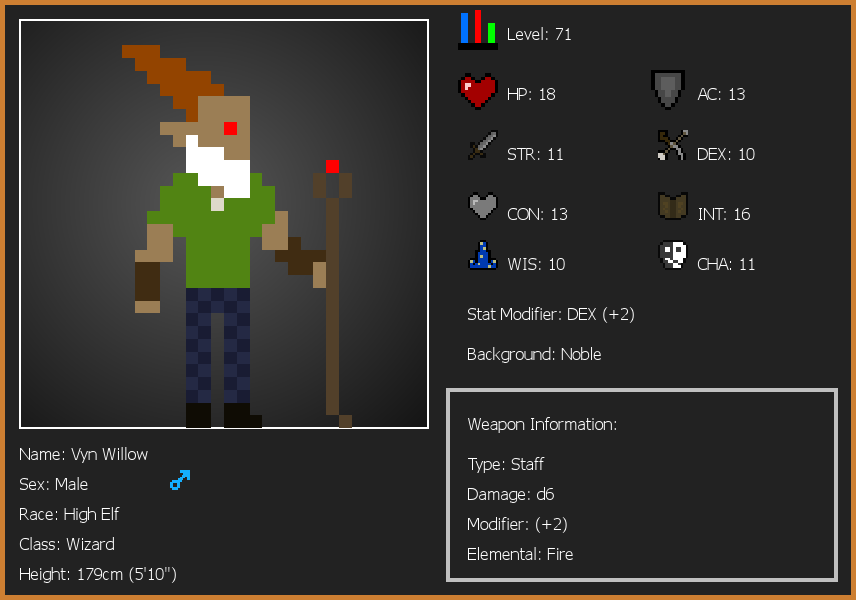 Level: 71
HP: 18
AC: 13
STR: 11
DEX: 10
CON: 13
INT: 16
WIS: 10
CHA: 11
Stat Modifier: DEX (+2)
Background: Noble
Weapon Information:
Type: Staff
Damage: d6
Modifier: (+2)
Elemental: Fire
Name: Vyn Willow
Sex: Male
Race: High Elf
Class: Wizard
Height: 179cm (5'10")